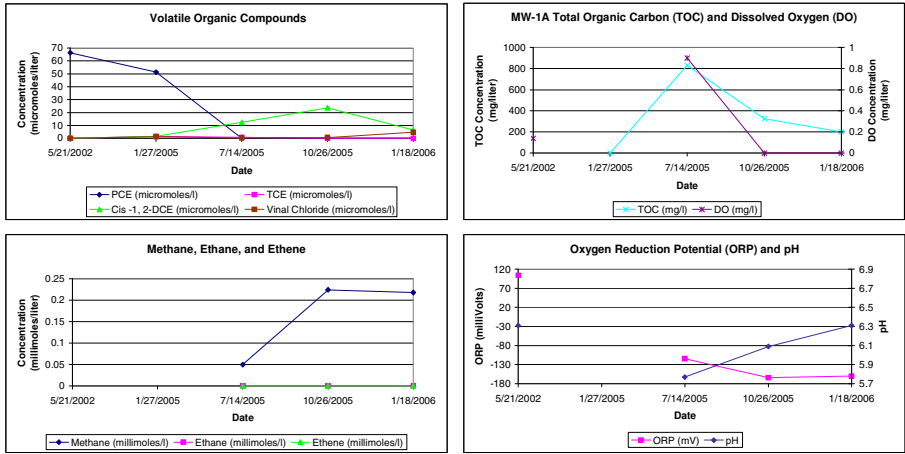 Volatile Organic Compounds
Concentration
(micromoles/liter)
70
60
50
40
30
20
10
0
5/21/2002 1/27/2005 7/14/2005 10/26/2005 1/18/2006
Date
PCE (micromoles/l) TCE (micromoles/l)
Cis -1, 2-DCE (micromoles/l) Vinal Chloride (micromoles/l)
MW-1A Total Organic Carbon (TOC) and Dissolved Oxygen (DO)
TOC Concentration
(mg/liter)
1000
800
600
400
200
0
1
0.8
0.6
0.4
0.2
0
DO Concentration
(mg/liter)
5/21/2002 1/27/2005 7/14/2005 10/26/2005 1/18/2006
Date
TOC (mg/l) DO (mg/l)
Methane, Ethane, and Ethene
Concentration
(millimoles/liter)
0.25
0.2
0.15
0.1
0.05
0
5/21/2002 1/27/2005 7/14/2005 10/26/2005 1/18/2006
Date
Methane (millimoles/l) Ethane (millimoles/l) Ethene (millimoles/l)
Oxygen Reduction Potential (ORP) and pH
ORP (milliVolts)
120
70
20
-30
-80
-130
-180
6.9
6.7
6.5
6.3
6.1
5.9
5.7
pH
5/21/2002 1/27/2005 7/14/2005 10/26/2005 1/18/2006
Date
ORP (mV) pH